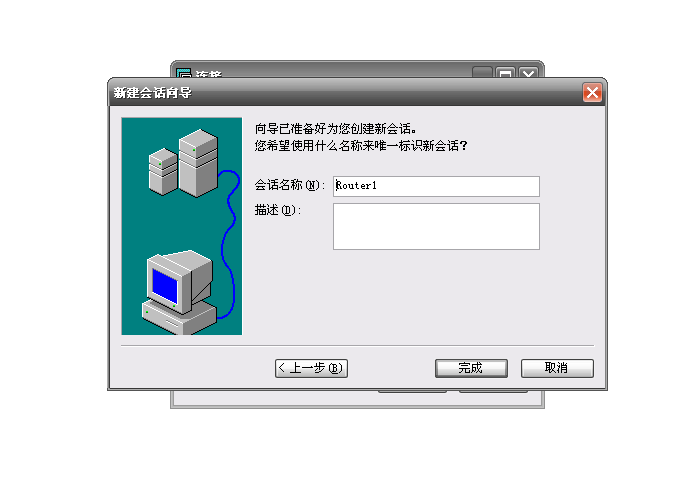 连接
新建会话向导
向导已准备好为您创建新会话。
您希望使用什么名称来唯一标识新会话?
会话名称(N):
Router1
描述(D):
< 上一步(B)
完成
取消